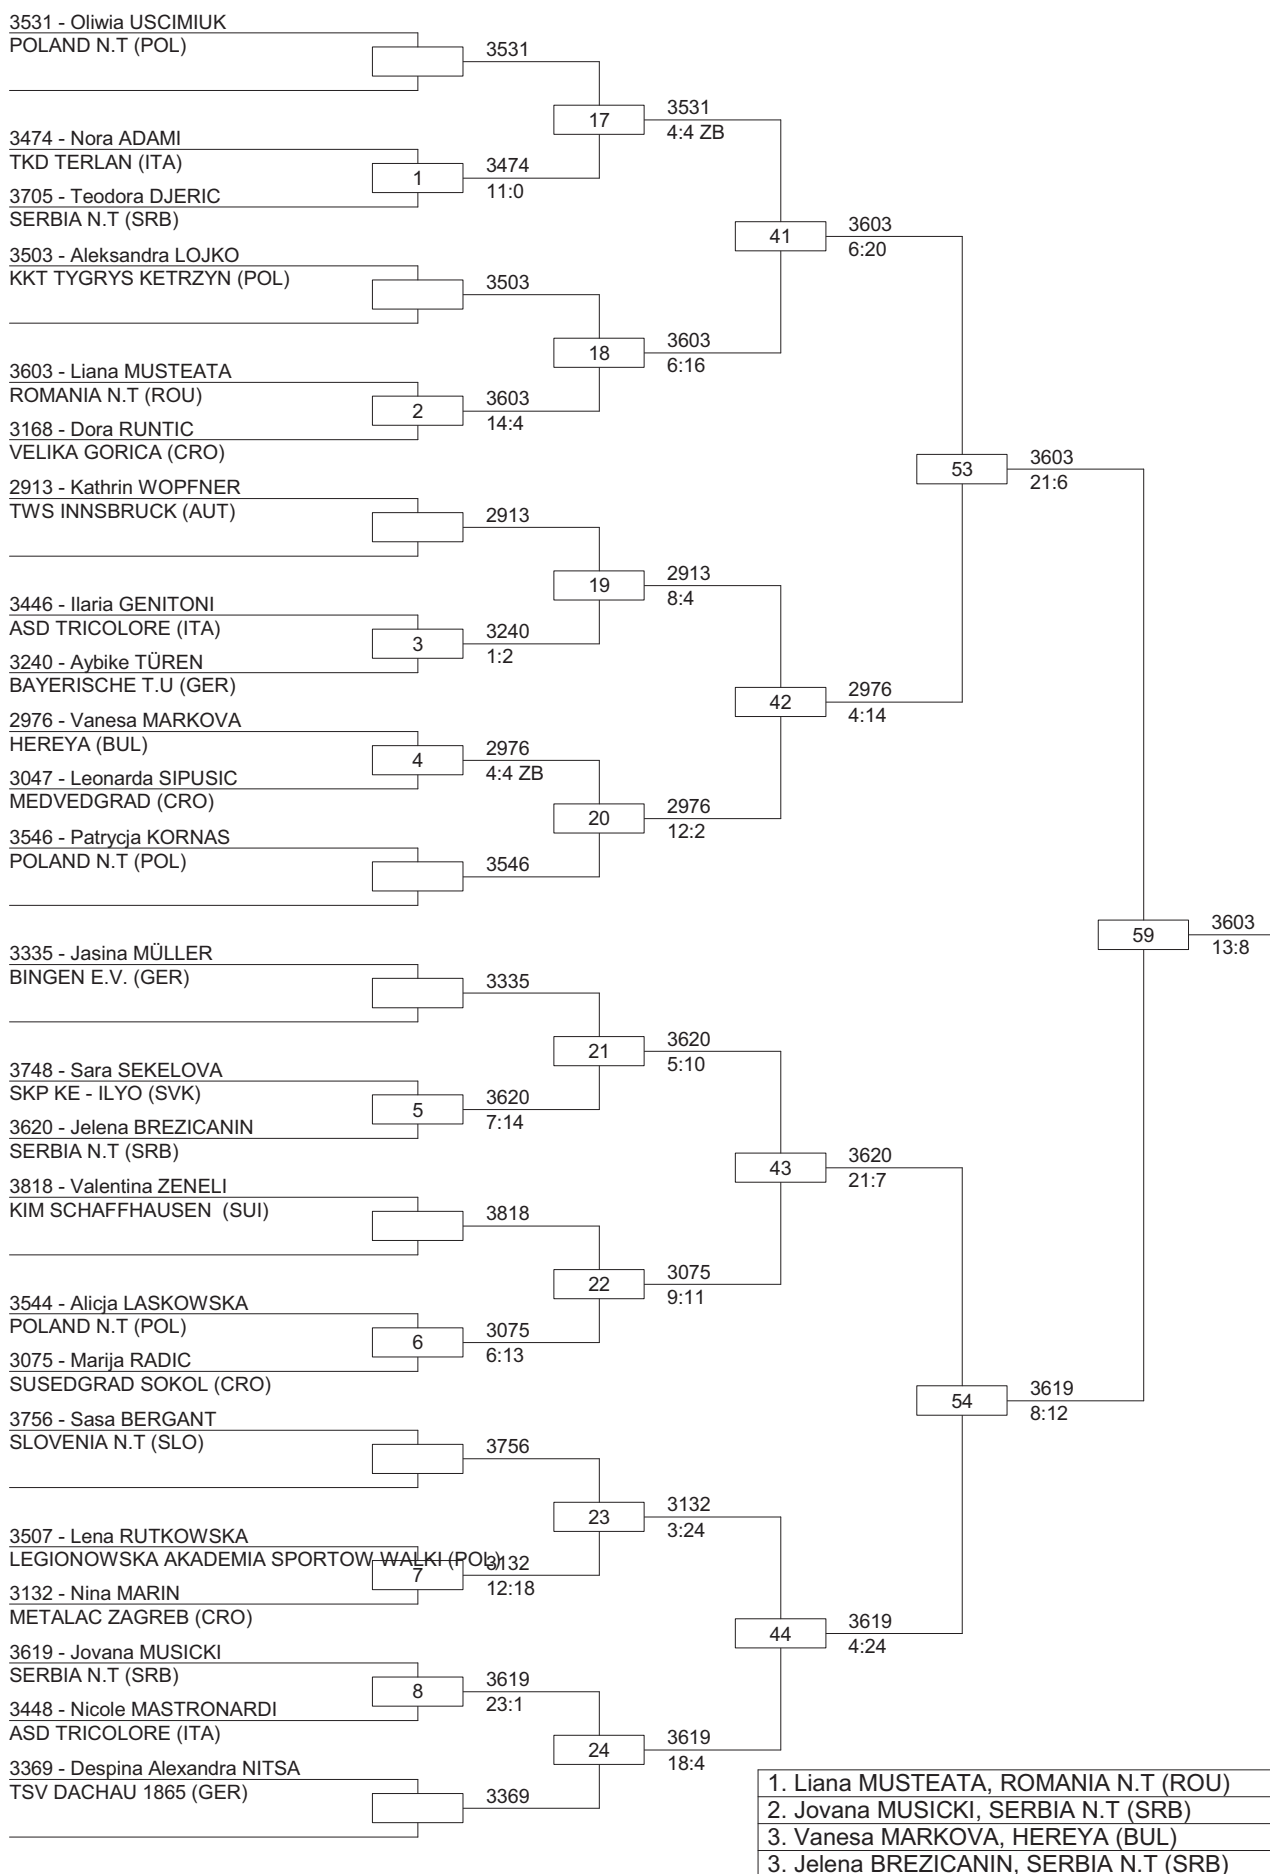 3531 - Oliwia USCIMIUK
POLAND N.T (POL)
3531
17
3531
4:4 ZB
3474 - Nora ADAMI
TKD TERLAN (ITA)
1
3474
11:0
3705 - Teodora DJERIC
SERBIA N.T (SRB)
41
3603
6:20
3503 - Aleksandra LOJKO
KKT TYGRYS KETRZYN (POL)
3503
18
3603
6:16
3603 - Liana MUSTEATA
ROMANIA N.T (ROU)
2
3603
14:4
3168 - Dora RUNTIC
VELIKA GORICA (CRO)
53
3603
21:6
2913 - Kathrin WOPFNER
TWS INNSBRUCK (AUT)
2913
19
2913
8:4
3446 - Ilaria GENITONI
ASD TRICOLORE (ITA)
3
3240
1:2
3240 - Aybike TÜREN
BAYERISCHE T.U (GER)
42
2976
4:14
2976 - Vanesa MARKOVA
HEREYA (BUL)
4
2976
4:4 ZB
3047 - Leonarda SIPUSIC
MEDVEDGRAD (CRO)
20
2976
12:2
3546 - Patrycja KORNAS
POLAND N.T (POL)
3546
59
3603
13:8
3335 - Jasina MÜLLER
BINGEN E.V. (GER)
3335
21
3620
5:10
3748 - Sara SEKELOVA
SKP KE - ILYO (SVK)
5
3620
7:14
3620 - Jelena BREZICANIN
SERBIA N.T (SRB)
43
3620
21:7
3818 - Valentina ZENELI
KIM SCHAFFHAUSEN (SUI)
3818
22
3075
9:11
3544 - Alicja LASKOWSKA
POLAND N.T (POL)
6
3075
6:13
3075 - Marija RADIC
SUSEDGRAD SOKOL (CRO)
54
3619
8:12
3756 - Sasa BERGANT
SLOVENIA N.T (SLO)
3756
23
3132
3:24
3507 - Lena RUTKOWSKA
LEGIONOWSKA AKADEMIA SPORTOW WALKI (POL)
7
3132
12:18
3132 - Nina MARIN
METALAC ZAGREB (CRO)
44
3619
4:24
3619 - Jovana MUSICKI
SERBIA N.T (SRB)
8
3619
23:1
3448 - Nicole MASTRONARDI
ASD TRICOLORE (ITA)
24
3619
18:4
3369 - Despina Alexandra NITSA
TSV DACHAU 1865 (GER)
3369
1. Liana MUSTEATA, ROMANIA N.T (ROU)
2. Jovana MUSICKI, SERBIA N.T (SRB)
3. Vanesa MARKOVA, HEREYA (BUL)
3. Jelena BREZICANIN, SERBIA N.T (SRB)